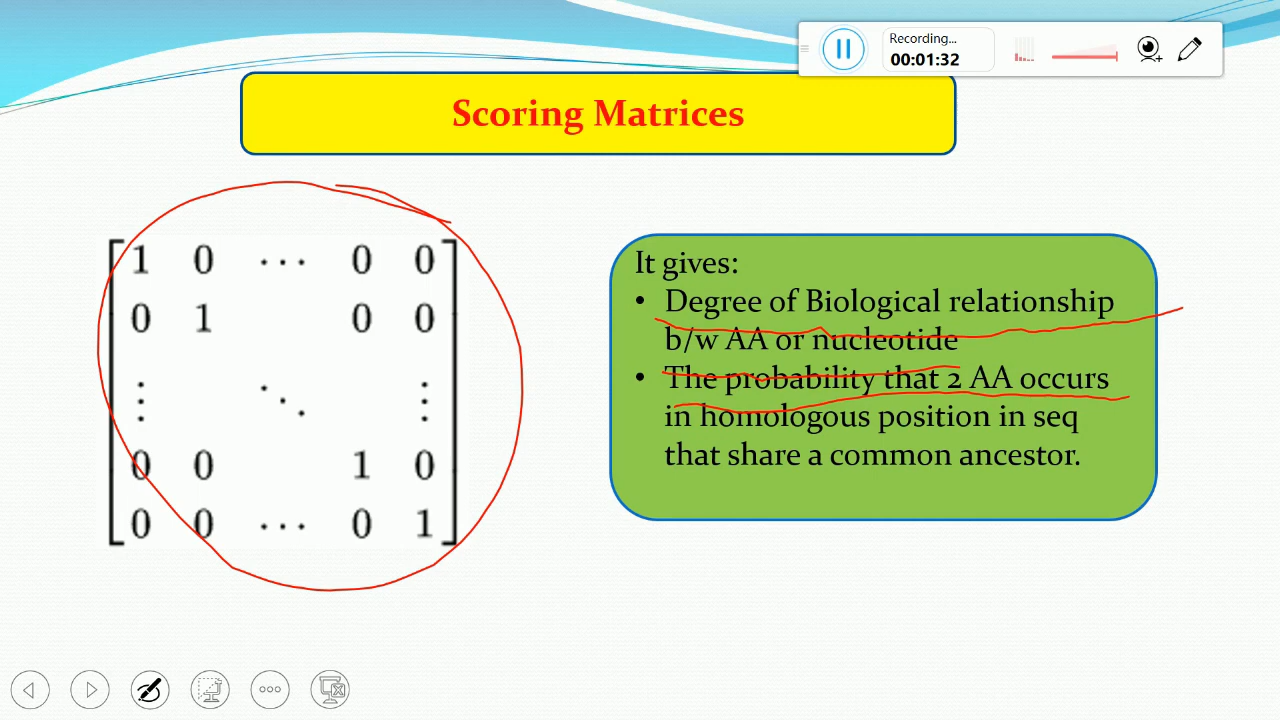 Recording...
00:01:32
Scoring Matrices
1 0 ··· 0 0
0 1 0 0
⋮ ⋱ ⋮
0 0 1 0
0 0 ··· 0 1
It gives:
• Degree of Biological relationship
b/w AA or nucleotide
• The probability that 2 AA occurs
in homologous position in seq
that share a common ancestor.